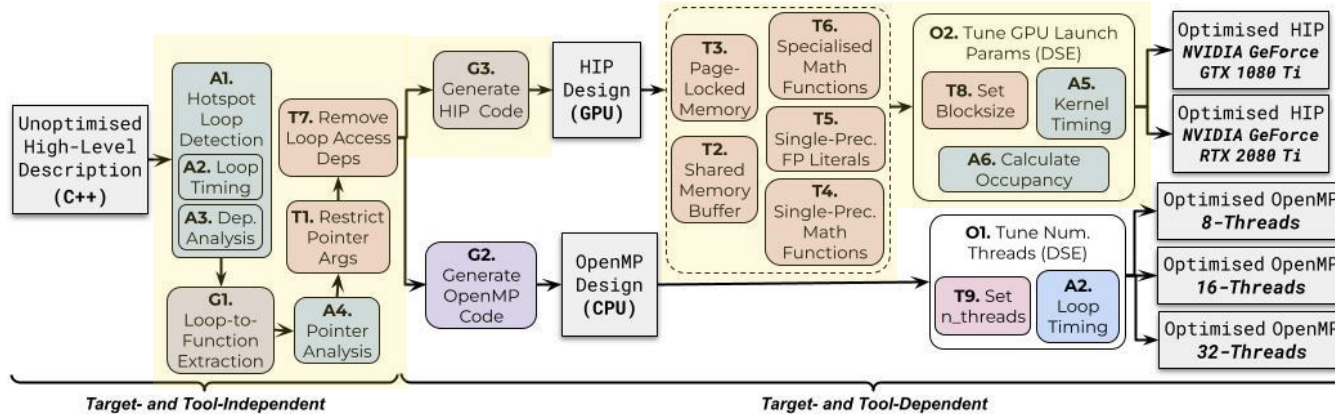 Unoptimised
High-Level
Description
(C++)
A1.
Hotspot
Loop
Detection
A2. Loop
Timing
A3. Dep.
Analysis
G1.
Loop-to-
Function
Extraction
A4.
Pointer
Analysis
T1. Restrict
Pointer
Args
T7. Remove
Loop Access
Deps
G3.
Generate
HIP Code
HIP
Design
(GPU)
T3.
Page-
Locked
Memory
T2.
Shared
Memory
Buffer
T6.
Specialised
Math
Functions
T5.
Single-Prec.
FP Literals
T4.
Single-Prec.
Math
Functions
O2. Tune GPU Launch
Params (DSE)
T8. Set
Blocksize
A5.
Kernel
Timing
A6. Calculate
Occupancy
Optimised HIP
NVIDIA GeForce
GTX 1080 Ti
Optimised HIP
NVIDIA GeForce
RTX 2080 Ti
G2.
Generate
OpenMP
Code
OpenMP
Design
(CPU)
O1. Tune Num.
Threads (DSE)
T9. Set
n_threads
A2.
Loop
Timing
Optimised OpenMP
8-Threads
Optimised OpenMP
16-Threads
Optimised OpenMP
32-Threads
Target- and Tool-Independent
Target- and Tool-Dependent